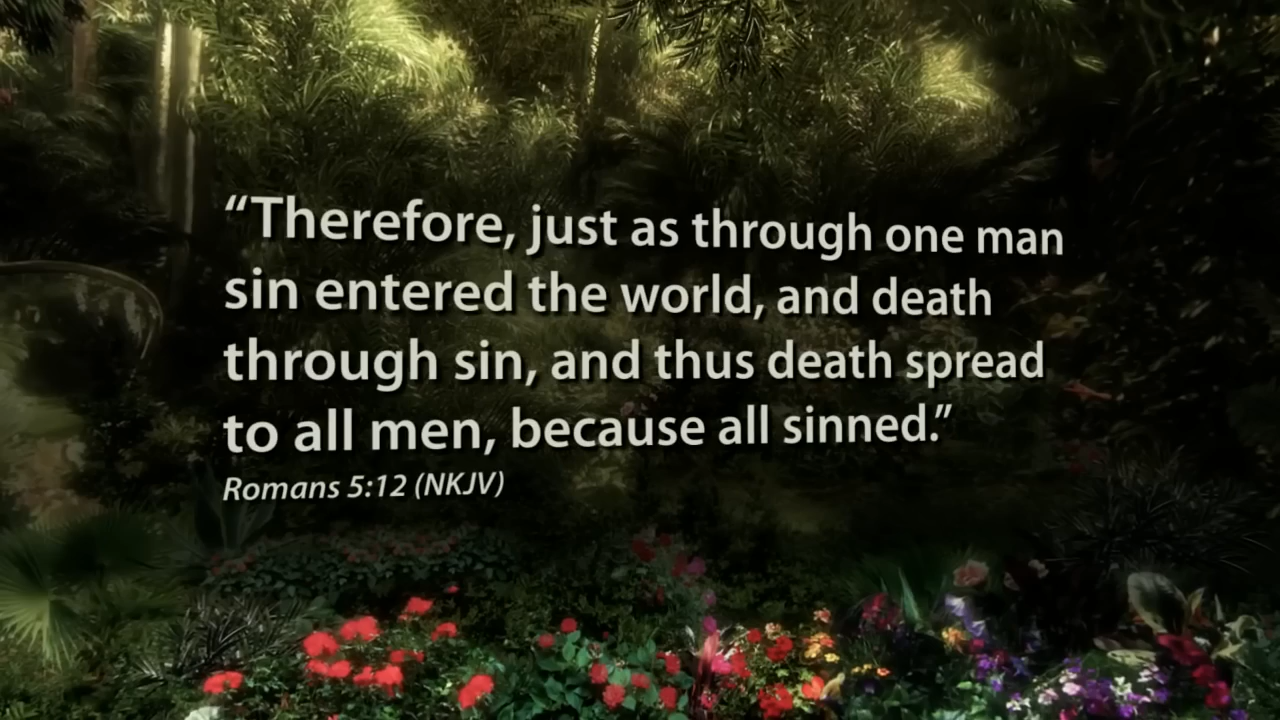 “Therefore, just as through one man
sin entered the world, and death
through sin, and thus death spread
to all men, because all sinned.”
Romans 5:12 (NKJV)